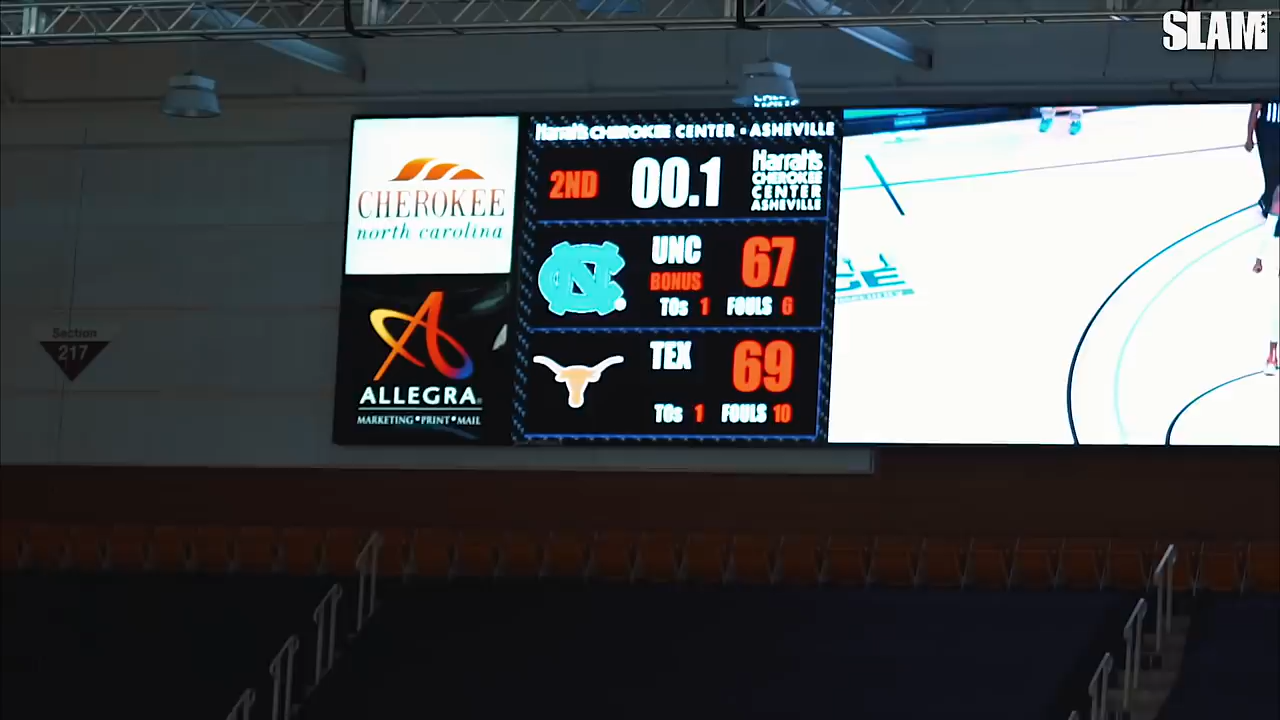 SLAM
Harrah's CHEROKEE CENTER • ASHEVILLE
2ND
00.1
Harrah's
CHEROKEE
CENTER
ASHEVILLE
CHEROKEE
north carolina
UNC
67
BONUS
TOs 1
FOULS 6
Section
217
ALLEGRA
MARKETING • PRINT • MAIL
TEX
69
TOs 1
FOULS 10